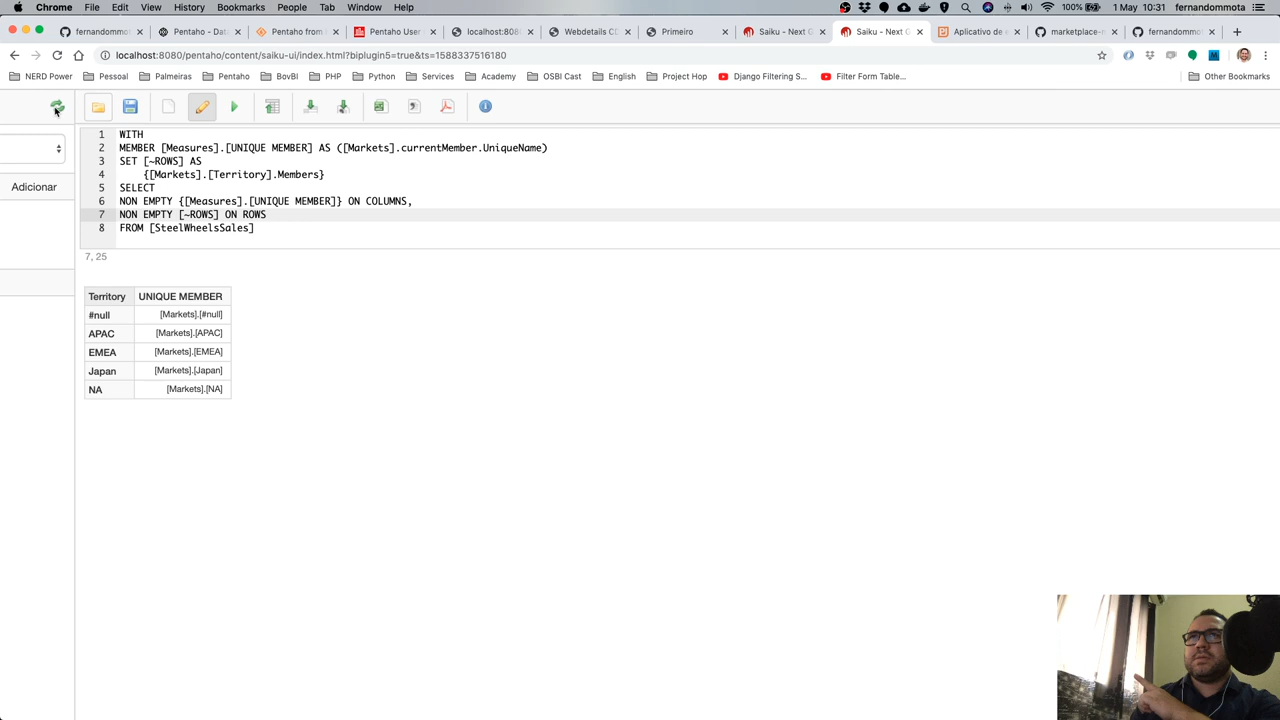 Chrome File Edit View History Bookmarks People Tab Window Help 100% 1 May 10:31 fernandommota
fernandommo Pentaho - Dat Pentaho from Pentaho User localhost:808 Webdetails CD Primeiro Saiku - Next G Saiku - Next G Aplicativo de e marketplace-m fernandommo
localhost:8080/pentaho/content/saiku-ui/index.html?biplugin5=true&ts=1588337516180
NERD Power Pessoal Palmeiras Pentaho BovBI PHP Python Services Academy OSBI Cast English Project Hop Django Filtering S... Filter Form Table... Other Bookmarks
Adicionar
1 WITH
2 MEMBER [Measures].[UNIQUE MEMBER] AS ([Markets].currentMember.UniqueName)
3 SET [~ROWS] AS
4 {[Markets].[Territory].Members}
5 SELECT
6 NON EMPTY {[Measures].[UNIQUE MEMBER]} ON COLUMNS,
7 NON EMPTY [~ROWS] ON ROWS
8 FROM [SteelWheelsSales]
7, 25
Territory UNIQUE MEMBER
#null [Markets].[#null]
APAC [Markets].[APAC]
EMEA [Markets].[EMEA]
Japan [Markets].[Japan]
NA [Markets].[NA]